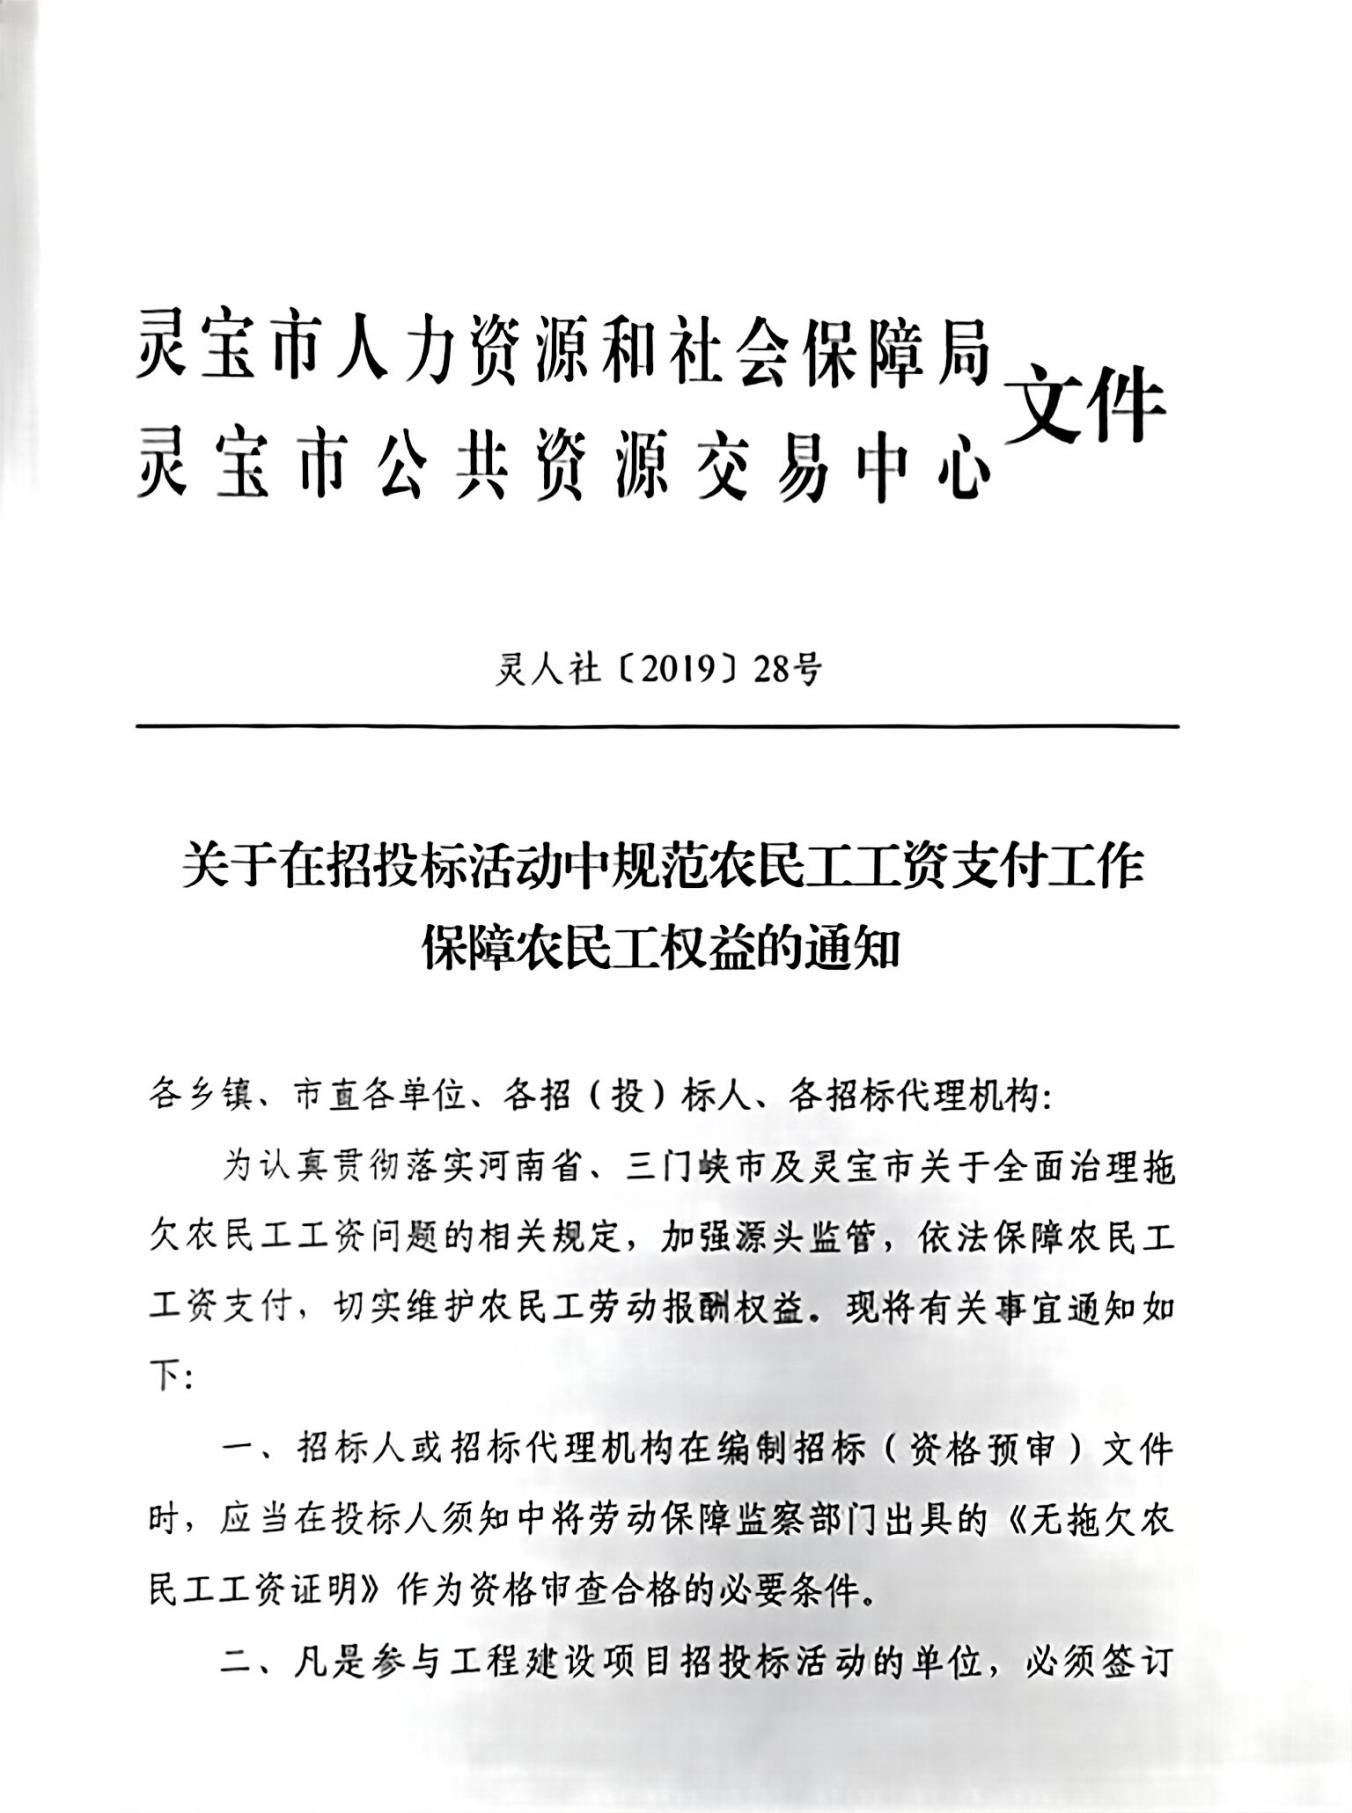 灵宝市人力资源和社会保障局
灵宝市公共资源交易中心
文件
灵人社〔2019〕28号
关于在招投标活动中规范农民工工资支付工作
保障农民工权益的通知
各乡镇、市直各单位、各招（投）标人、各招标代理机构：
为认真贯彻落实河南省、三门峡市及灵宝市关于全面治理拖
欠农民工工资问题的相关规定，加强源头监管，依法保障农民工
工资支付，切实维护农民工劳动报酬权益。现将有关事宜通知如
下：
一、招标人或招标代理机构在编制招标（资格预审）文件
时，应当在投标人须知中将劳动保障监察部门出具的《无拖欠农
民工工资证明》作为资格审查合格的必要条件。
二、凡是参与工程建设项目招投标活动的单位，必须签订